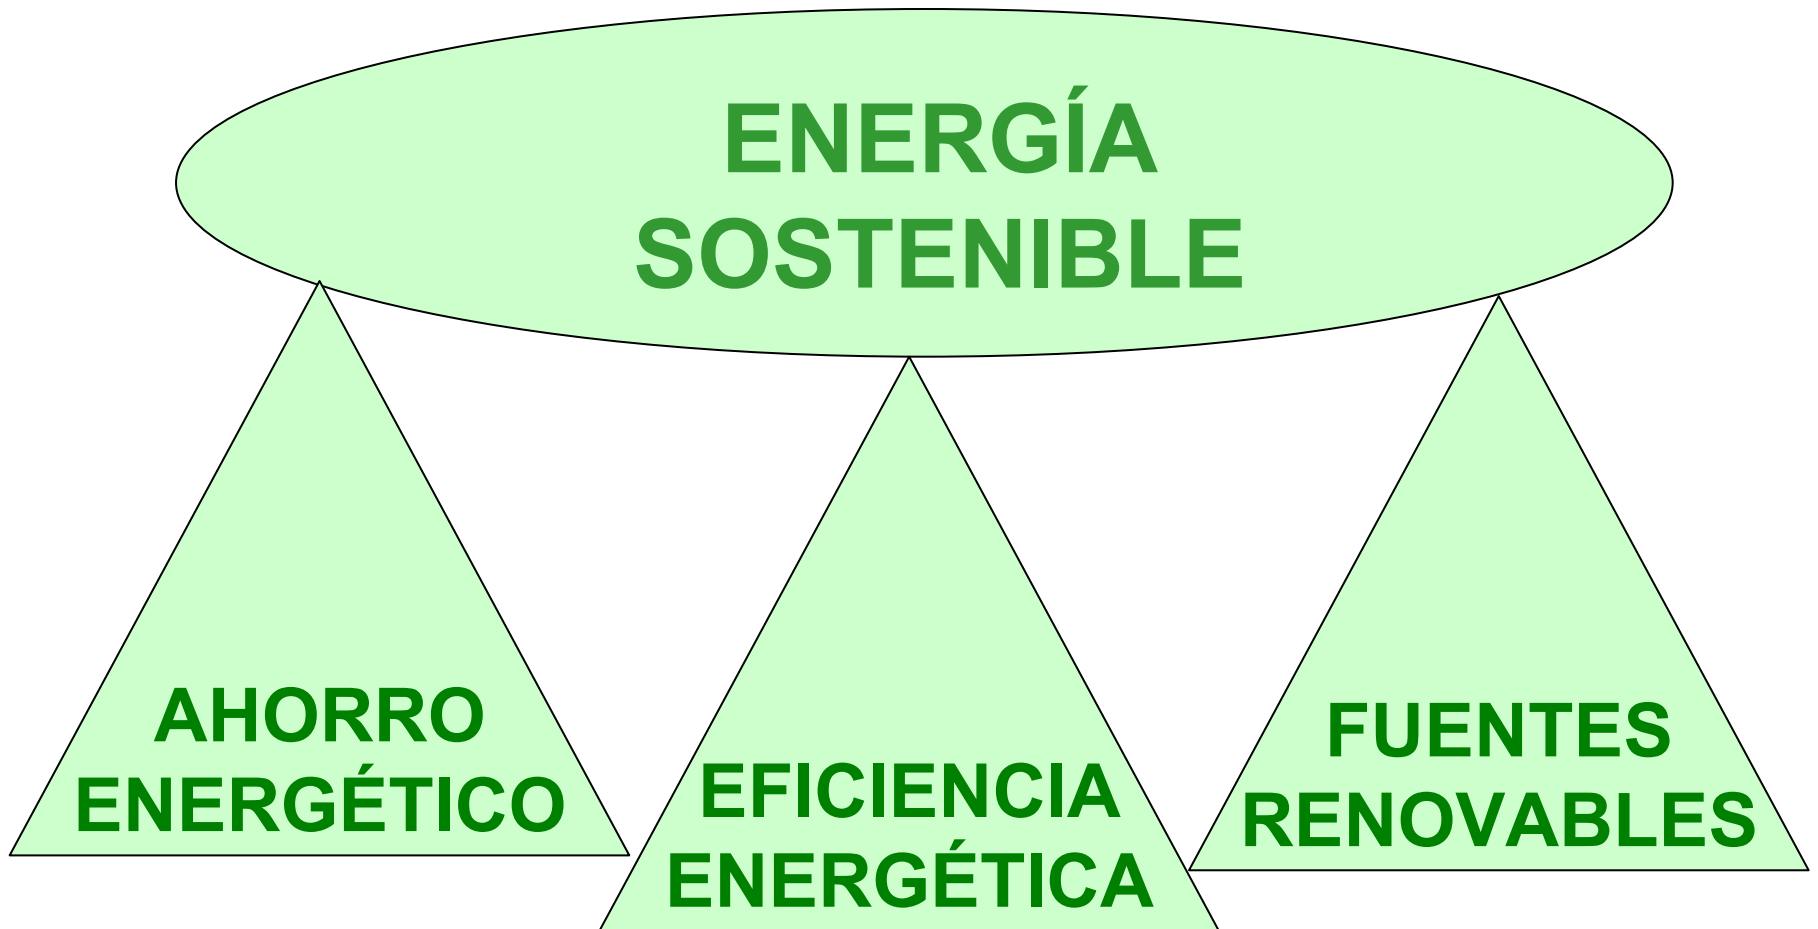 ENERGÍA
SOSTENIBLE
AHORRO
ENERGÉTICO
EFICIENCIA
ENERGÉTICA
FUENTES
RENOVABLES